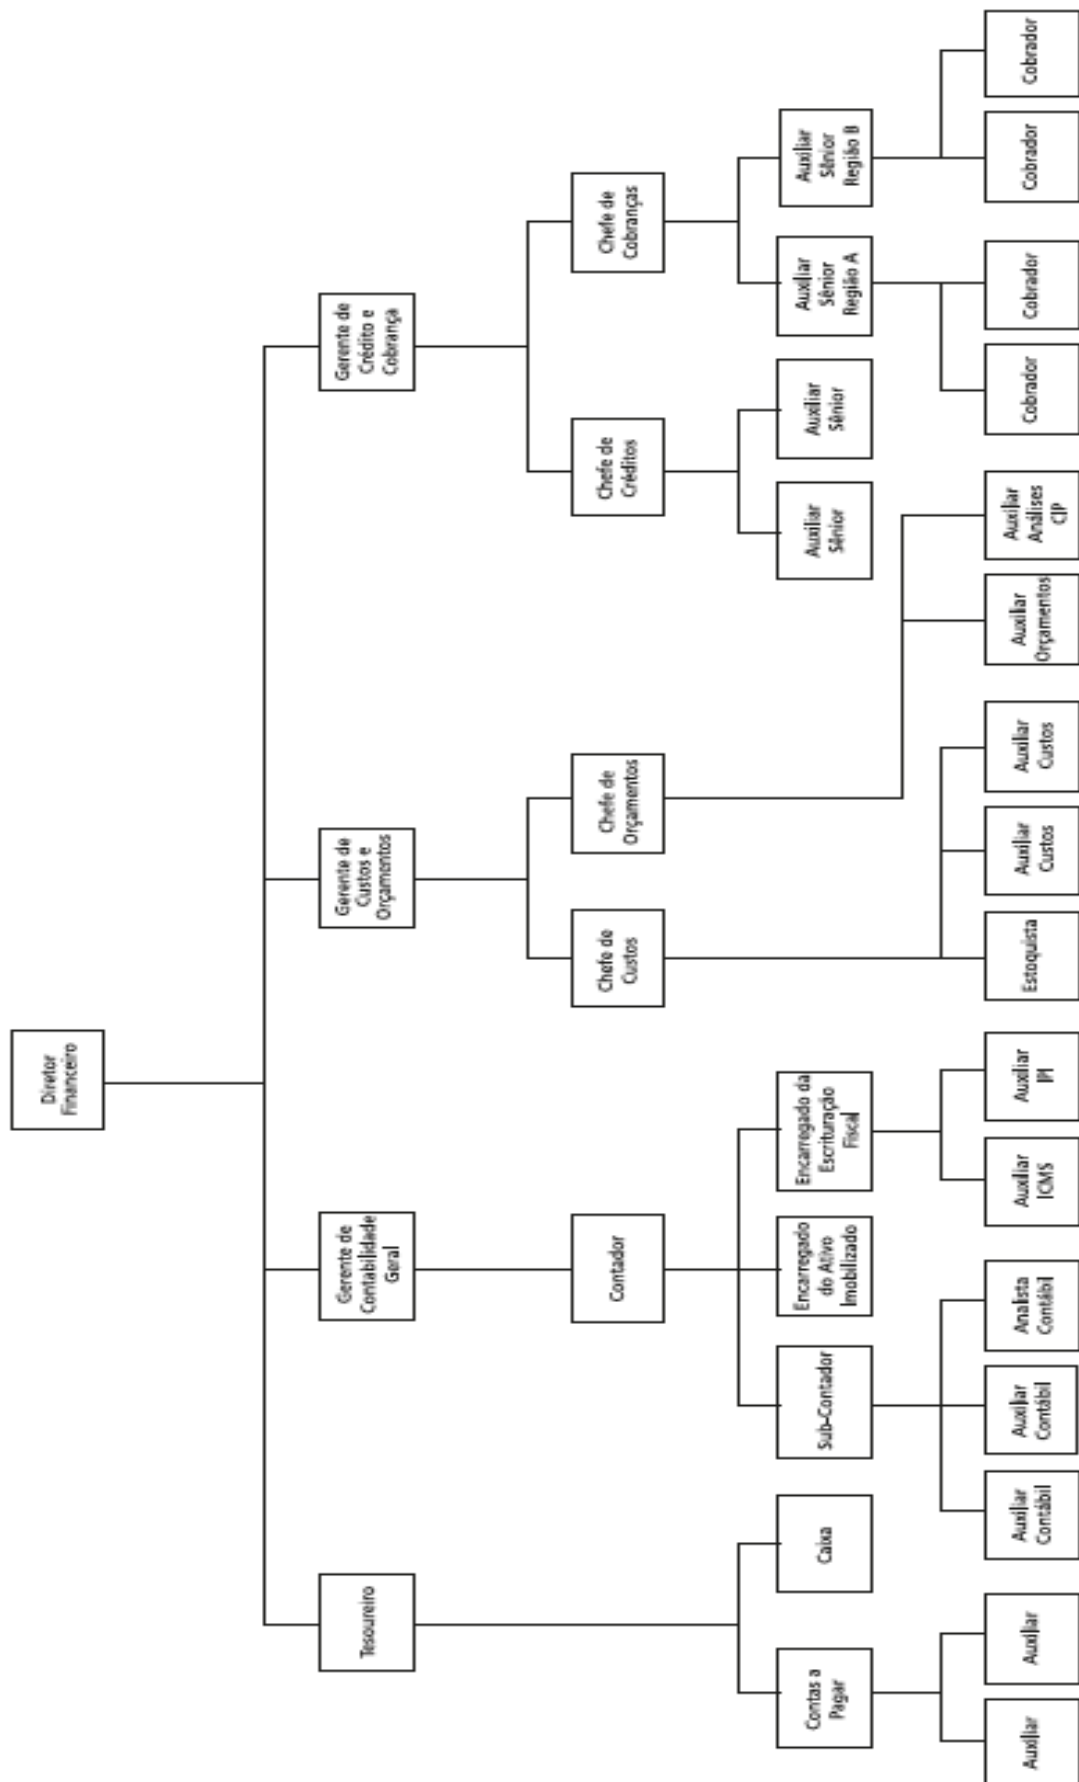 Diretor
Financeiro
Tesoureiro
Gerente de
Contabilidade
Geral
Gerente de
Custos e
Orçamentos
Gerente de
Crédito e
Cobrança
Contador
Chefe de
Custos
Chefe de
Orçamentos
Chefe de
Créditos
Chefe de
Cobranças
Contas a
Pagar
Caixa
Sub-Contador
Encarregado
do Ativo
Imobilizado
Encarregado da
Escrituração
Fiscal
Auxiliar
Sênior
Auxiliar
Sênior
Auxiliar
Sênior
Região A
Auxiliar
Sênior
Região B
Auxiliar
Auxiliar
Auxiliar
Contábil
Auxiliar
Contábil
Analista
Contábil
Auxiliar
ICMS
Auxiliar
IPI
Estoquista
Auxiliar
Custos
Auxiliar
Custos
Auxiliar
Orçamentos
Auxiliar
Análises
CIP
Cobrador
Cobrador
Cobrador
Cobrador